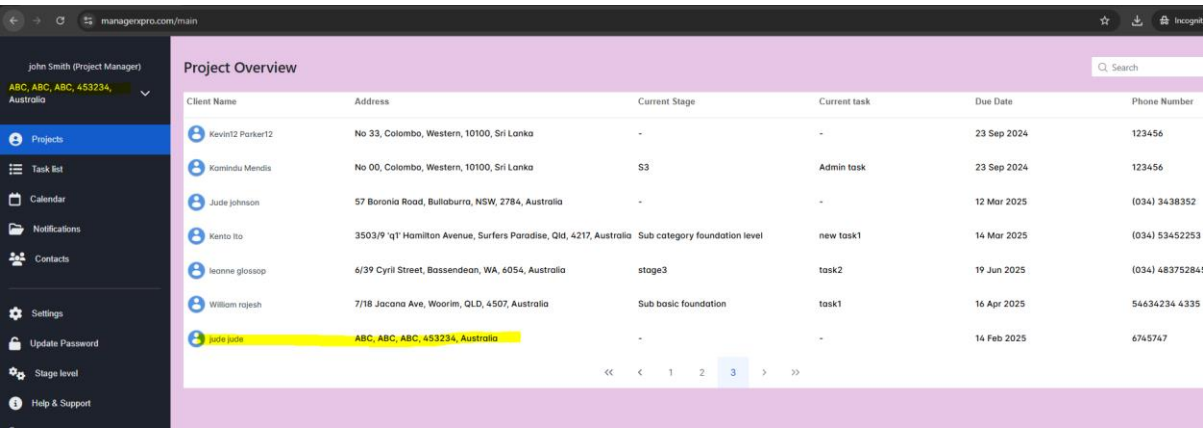 managerxpro.com/main
john Smith (Project Manager)
ABC, ABC, ABC, 453234,
Australia
Projects
Task list
Calendar
Notifications
Contacts
Settings
Update Password
Stage level
Help & Support
Project Overview
Search
Client Name Address Current Stage Current task Due Date Phone Number
Kevin12 Parker12 No 33, Colombo, Western, 10100, Sri Lanka - - 23 Sep 2024 123456
Kamindu Mendis No 00, Colombo, Western, 10100, Sri Lanka S3 Admin task 23 Sep 2024 123456
Jude johnson 57 Boronia Road, Bullaburra, NSW, 2784, Australia - - 12 Mar 2025 (034) 3438352
Kento Ito 3503/9 'q1' Hamilton Avenue, Surfers Paradise, Qld, 4217, Australia Sub category foundation level new task1 14 Mar 2025 (034) 53452253
leanne glossop 6/39 Cyril Street, Bassendean, WA, 6054, Australia stage3 task2 19 Jun 2025 (034) 483752845
William rajesh 7/18 Jacana Ave, Woorim, QLD, 4507, Australia Sub basic foundation task1 16 Apr 2025 54634234 4335
jude jude ABC, ABC, ABC, 453234, Australia - - 14 Feb 2025 6745747
<< < 1 2 3 > >>